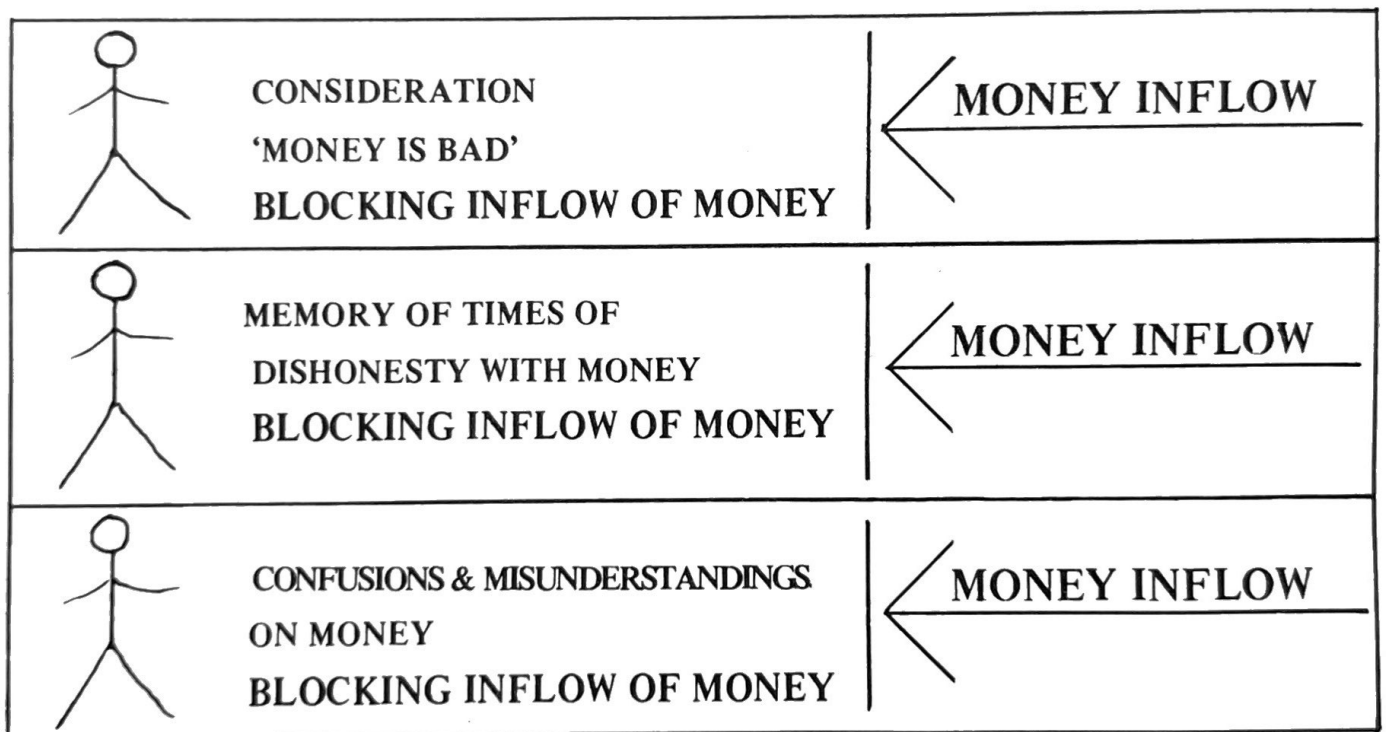 CONSIDERATION
'MONEY IS BAD'
BLOCKING INFLOW OF MONEY
MONEY INFLOW
MEMORY OF TIMES OF
DISHONESTY WITH MONEY
BLOCKING INFLOW OF MONEY
MONEY INFLOW
CONFUSIONS & MISUNDERSTANDINGS
ON MONEY
BLOCKING INFLOW OF MONEY
MONEY INFLOW